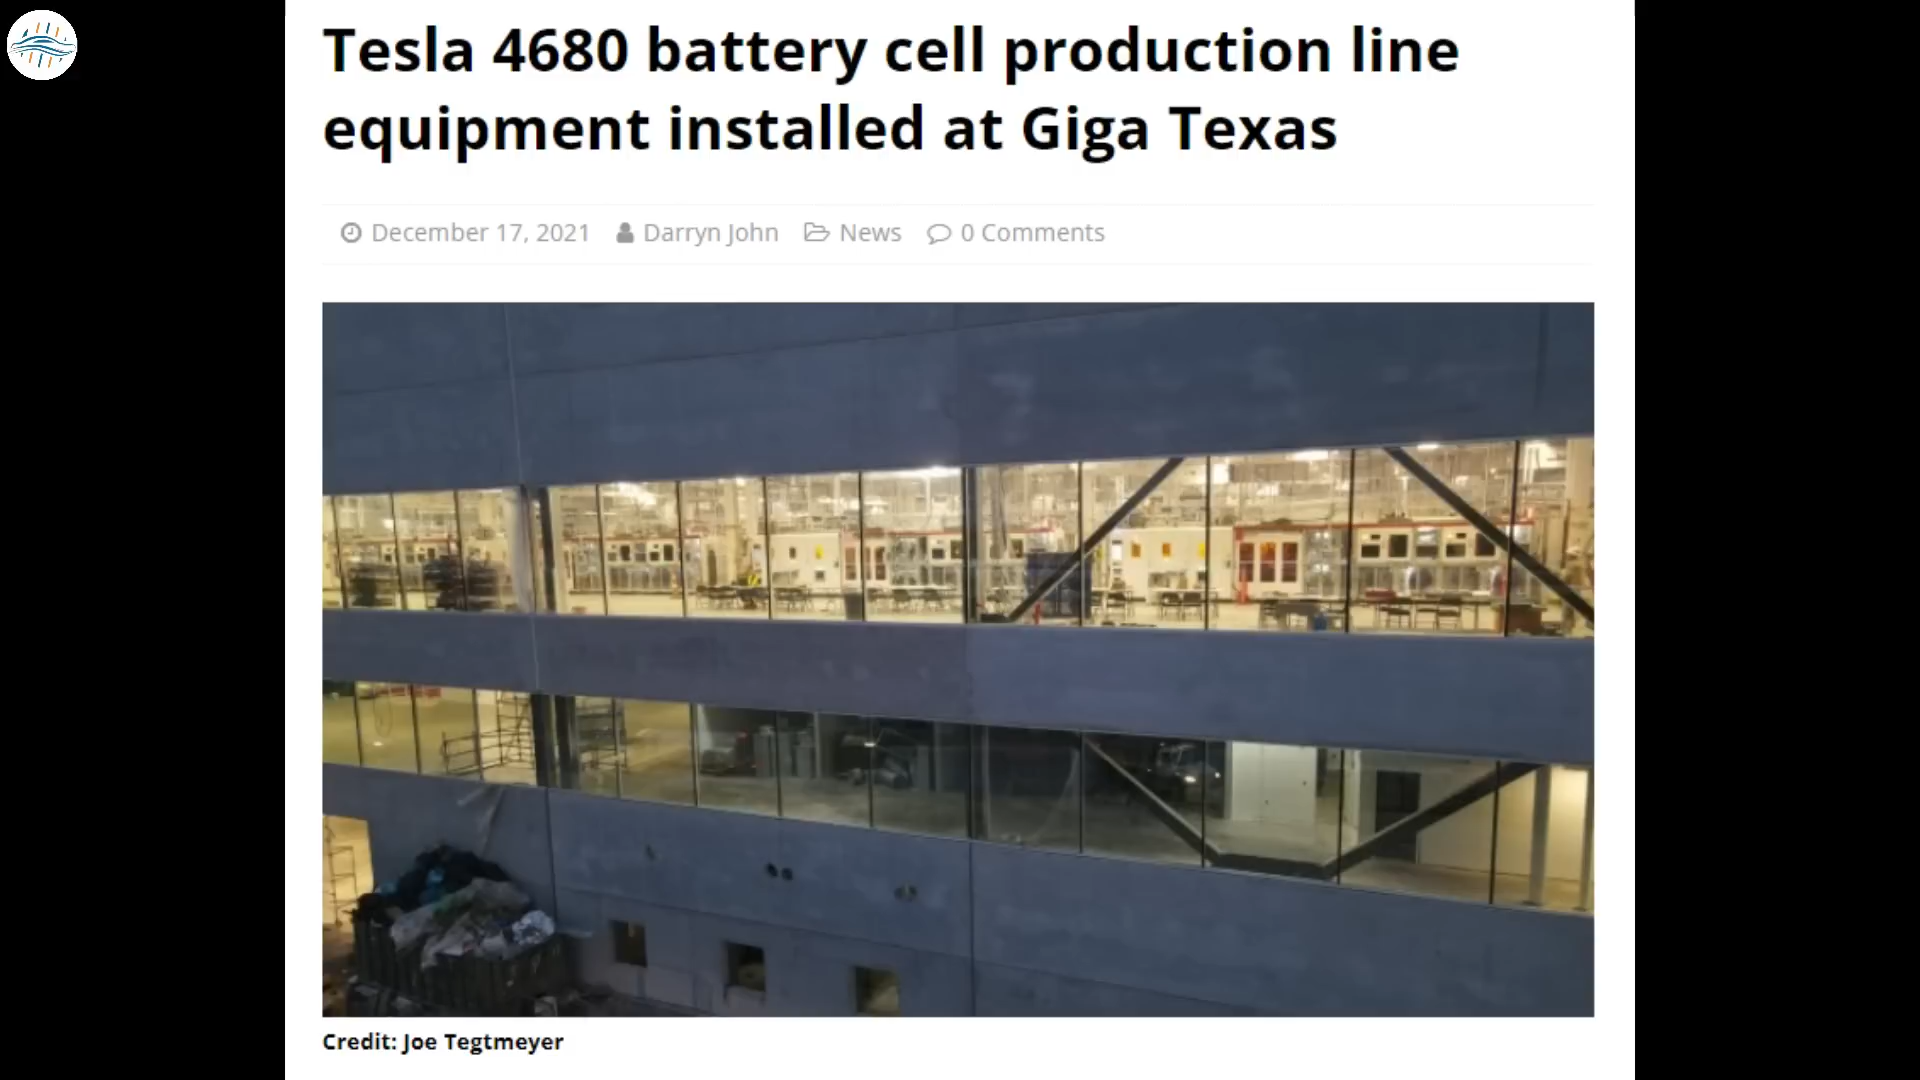 Tesla 4680 battery cell production line
equipment installed at Giga Texas
December 17, 2021 Darryn John News 0 Comments
Credit: Joe Tegtmeyer